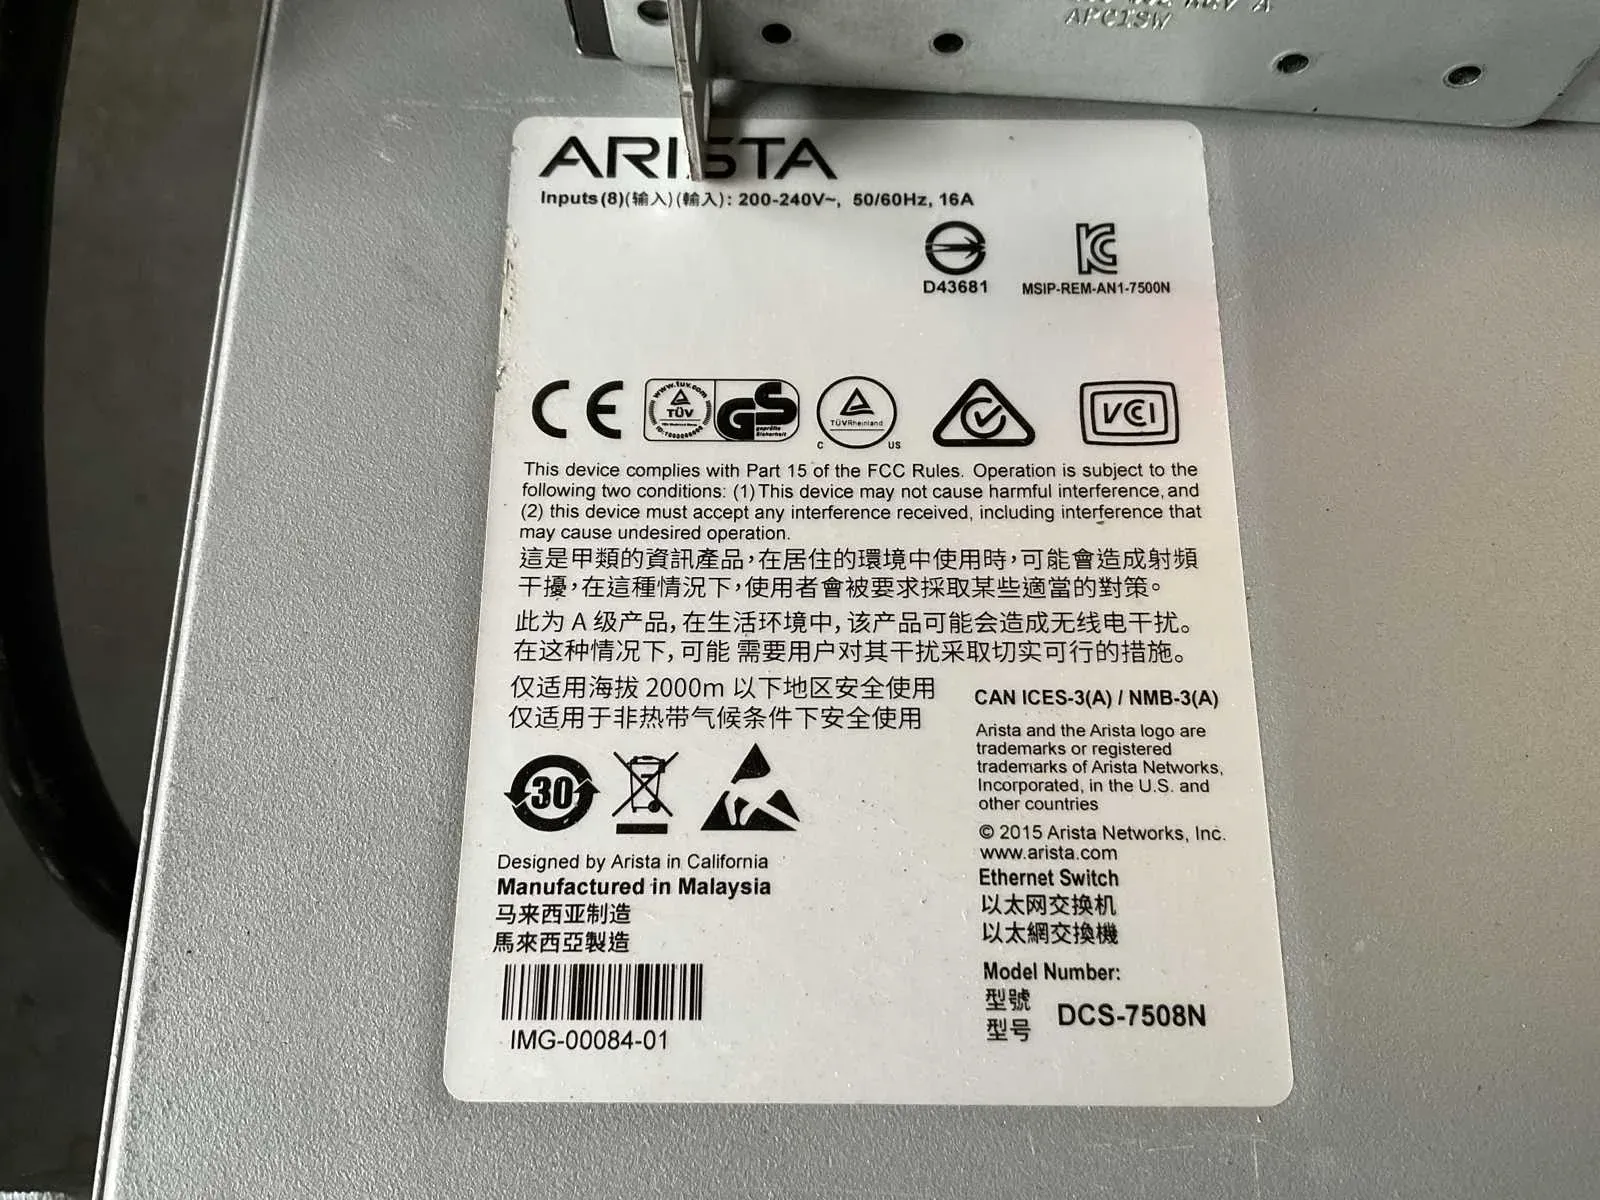 APCISW
ARISTA
Inputs(8)(输入)(輸入): 200-240V~, 50/60Hz, 16A
D43681
MSIP-REM-AN1-7500N
CE
www.tuv.com
TÜV
GS
geprüfte
Sicherheit
TÜVRheinland
C US
VCI
This device complies with Part 15 of the FCC Rules. Operation is subject to the
following two conditions: (1) This device may not cause harmful interference, and
(2) this device must accept any interference received, including interference that
may cause undesired operation.
這是甲類的資訊產品,在居住的環境中使用時,可能會造成射頻
干擾,在這種情況下,使用者會被要求採取某些適當的對策。
此为 A 级产品,在生活环境中,该产品可能会造成无线电干扰。
在这种情况下,可能 需要用户对其干扰采取切实可行的措施。
仅适用海拔 2000m 以下地区安全使用
仅适用于非热带气候条件下安全使用
30
CAN ICES-3(A) / NMB-3(A)
Arista and the Arista logo are
trademarks or registered
trademarks of Arista Networks,
Incorporated, in the U.S. and
other countries
© 2015 Arista Networks, Inc.
www.arista.com
Ethernet Switch
以太网交换机
以太網交換機
Designed by Arista in California
Manufactured in Malaysia
马来西亚制造
馬來西亞製造
IMG-00084-01
Model Number:
型號
型号
DCS-7508N